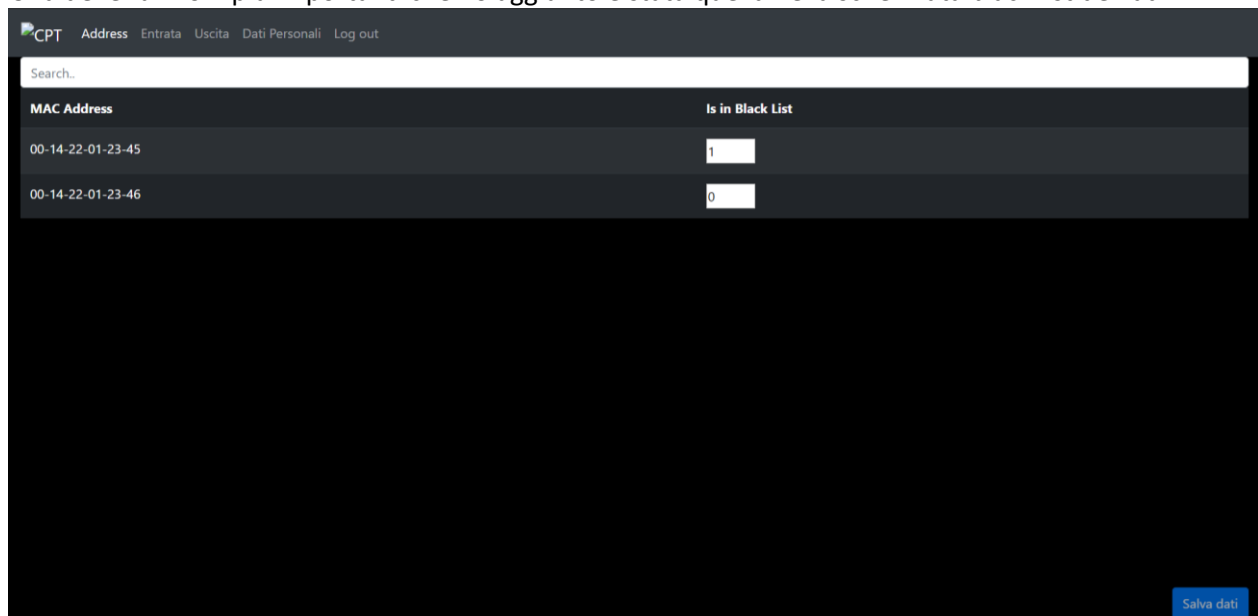 CPT Address Entrata Uscita Dati Personali Log out
Search..
MAC Address Is in Black List
00-14-22-01-23-45 1
00-14-22-01-23-46 0
Salva dati